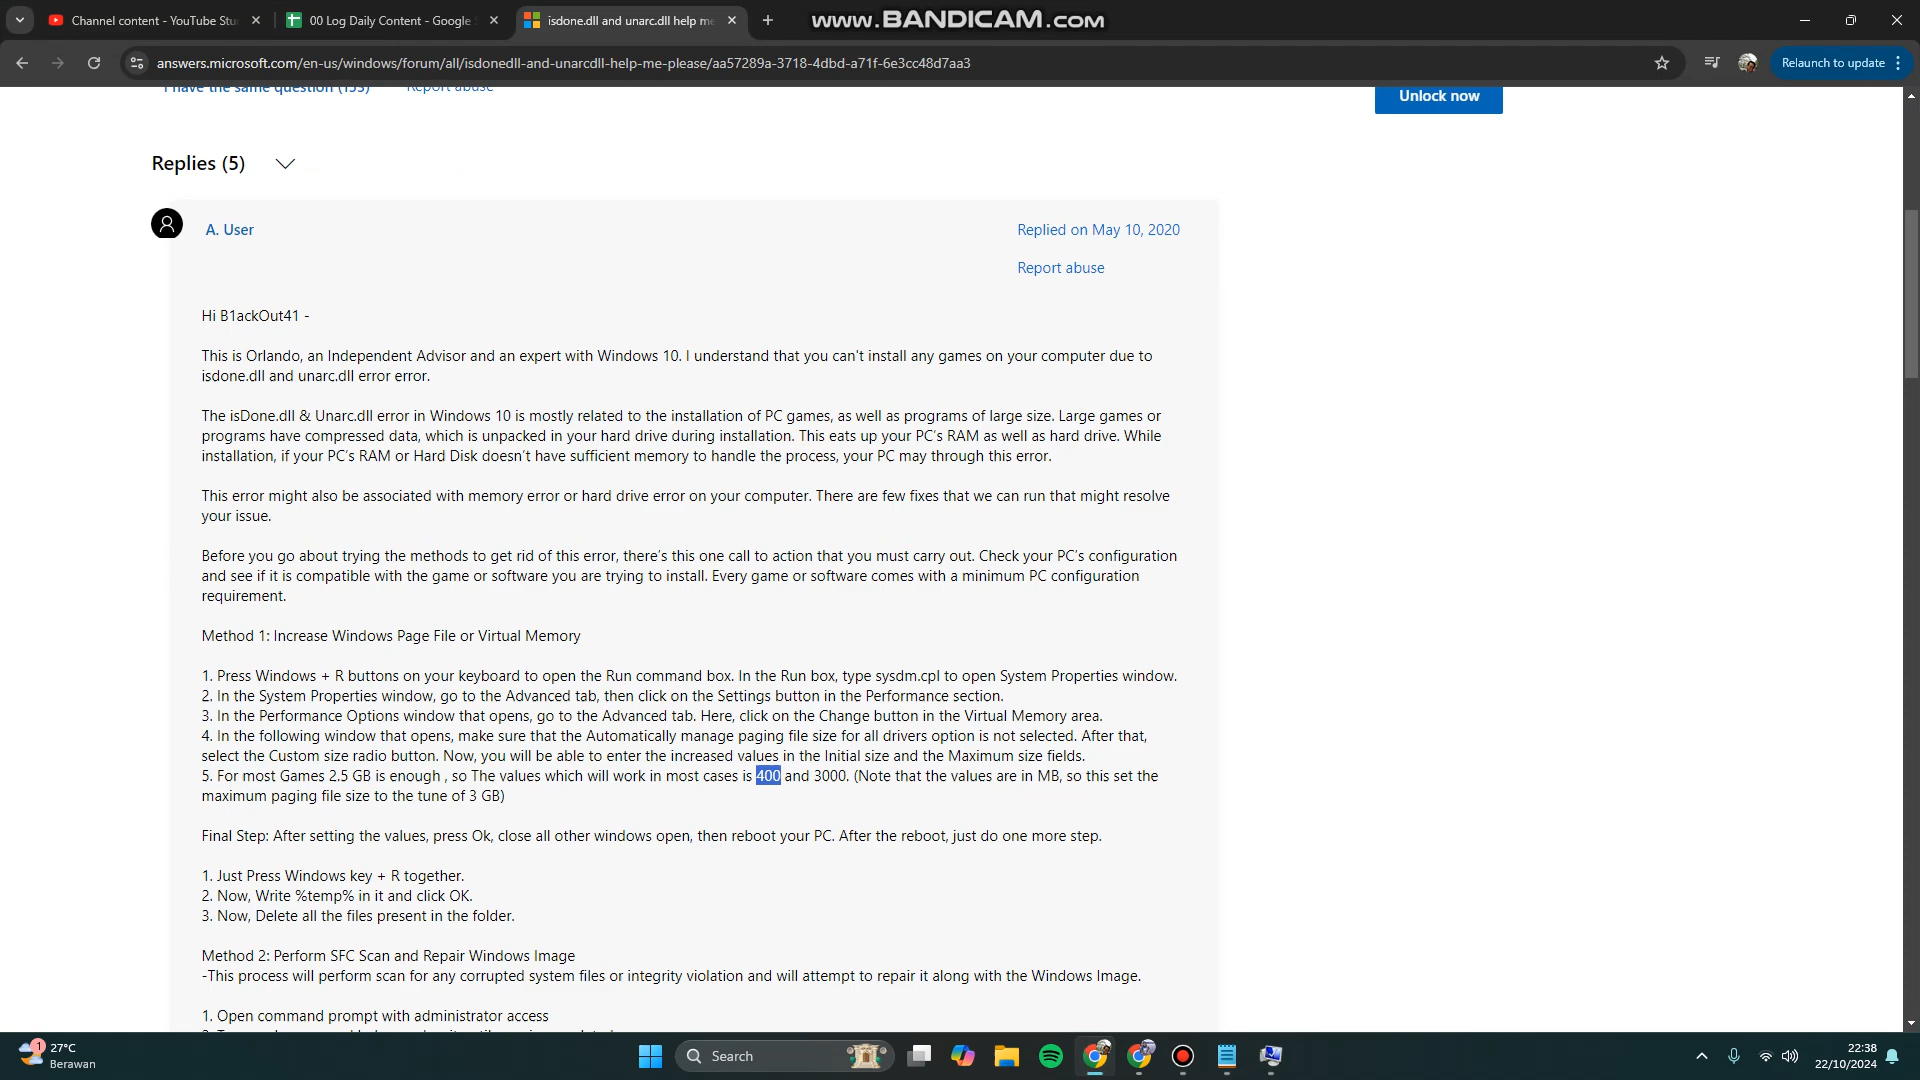 Channel content - YouTube Stu
00 Log Daily Content - Google S
isdone.dll and unarc.dll help me
www.BANDICAM.com
answers.microsoft.com/en-us/windows/forum/all/isdonedll-and-unarcdll-help-me-please/aa57289a-3718-4dbd-a71f-6e3cc48d7aa3
Relaunch to update
I have the same question (153)
Report abuse
Unlock now
Replies (5)
A. User
Replied on May 10, 2020
Report abuse
Hi B1ackOut41 -
This is Orlando, an Independent Advisor and an expert with Windows 10. I understand that you can't install any games on your computer due to
isdone.dll and unarc.dll error error.
The isDone.dll & Unarc.dll error in Windows 10 is mostly related to the installation of PC games, as well as programs of large size. Large games or
programs have compressed data, which is unpacked in your hard drive during installation. This eats up your PC’s RAM as well as hard drive. While
installation, if your PC’s RAM or Hard Disk doesn’t have sufficient memory to handle the process, your PC may through this error.
This error might also be associated with memory error or hard drive error on your computer. There are few fixes that we can run that might resolve
your issue.
Before you go about trying the methods to get rid of this error, there’s this one call to action that you must carry out. Check your PC’s configuration
and see if it is compatible with the game or software you are trying to install. Every game or software comes with a minimum PC configuration
requirement.
Method 1: Increase Windows Page File or Virtual Memory
1. Press Windows + R buttons on your keyboard to open the Run command box. In the Run box, type sysdm.cpl to open System Properties window.
2. In the System Properties window, go to the Advanced tab, then click on the Settings button in the Performance section.
3. In the Performance Options window that opens, go to the Advanced tab. Here, click on the Change button in the Virtual Memory area.
4. In the following window that opens, make sure that the Automatically manage paging file size for all drivers option is not selected. After that,
select the Custom size radio button. Now, you will be able to enter the increased values in the Initial size and the Maximum size fields.
5. For most Games 2.5 GB is enough , so The values which will work in most cases is 400 and 3000. (Note that the values are in MB, so this set the
maximum paging file size to the tune of 3 GB)
Final Step: After setting the values, press Ok, close all other windows open, then reboot your PC. After the reboot, just do one more step.
1. Just Press Windows key + R together.
2. Now, Write %temp% in it and click OK.
3. Now, Delete all the files present in the folder.
Method 2: Perform SFC Scan and Repair Windows Image
-This process will perform scan for any corrupted system files or integrity violation and will attempt to repair it along with the Windows Image.
1. Open command prompt with administrator access
1
27°C
Berawan
Search
22:38
22/10/2024